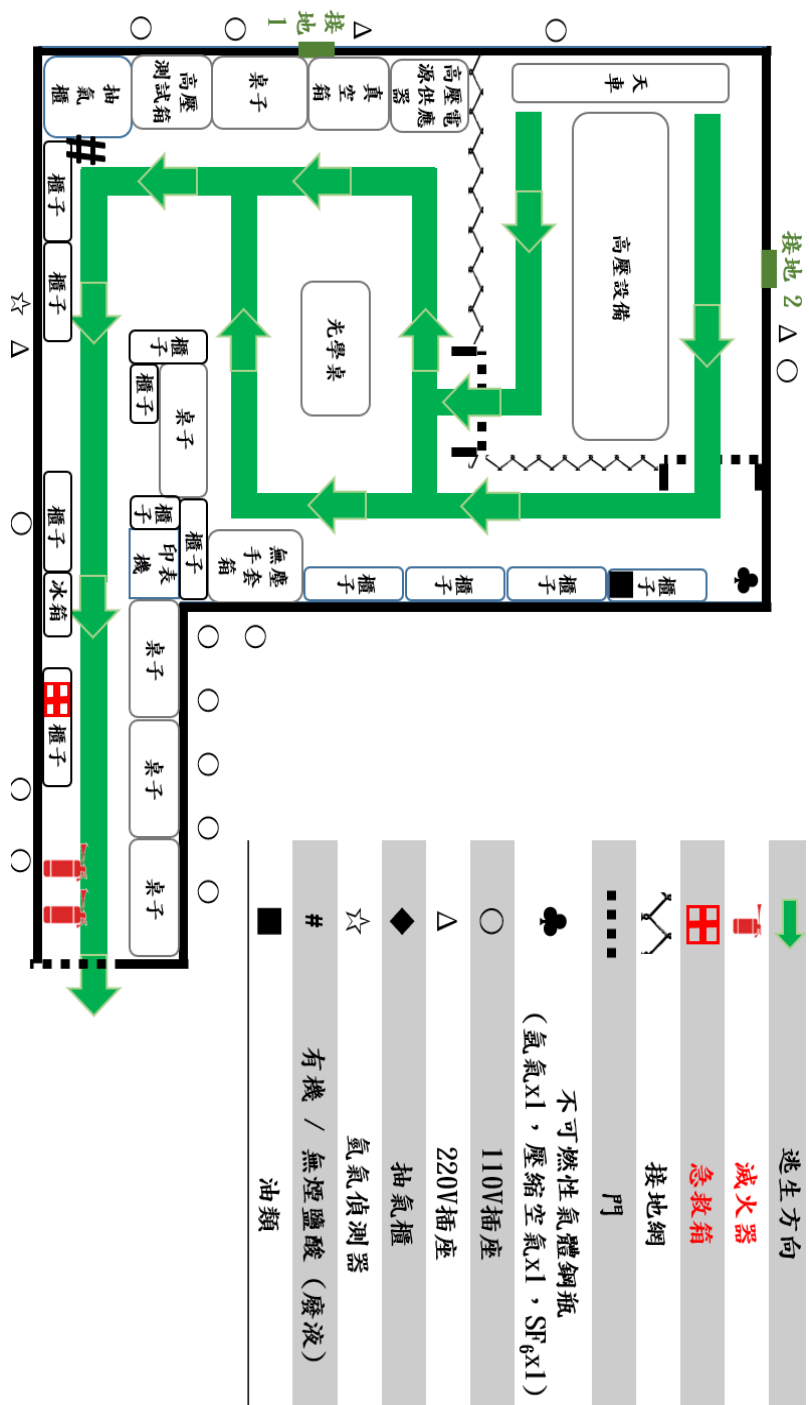 接地 2
天
車
高壓設備
櫃
子
櫃
子
櫃
子
櫃
子
高壓電
源供應
器
真
空
箱
光學桌
無塵
手套
箱
接
地
1
桌子
高壓
測試箱
櫃子
桌子
櫃
子
櫃子
櫃
子
印表
機
桌子
桌子
桌子
抽氣
櫃
櫃子
櫃子
櫃子
冰箱
櫃子
逃生方向
滅火器
急救箱
接地網
門
不可燃性氣體鋼瓶
(氬氣x1，壓縮空氣x1，SF₆x1)
110V插座
220V插座
抽氣櫃
氫氣偵測器
有機 / 無煙鹽酸 (廢液)
油類